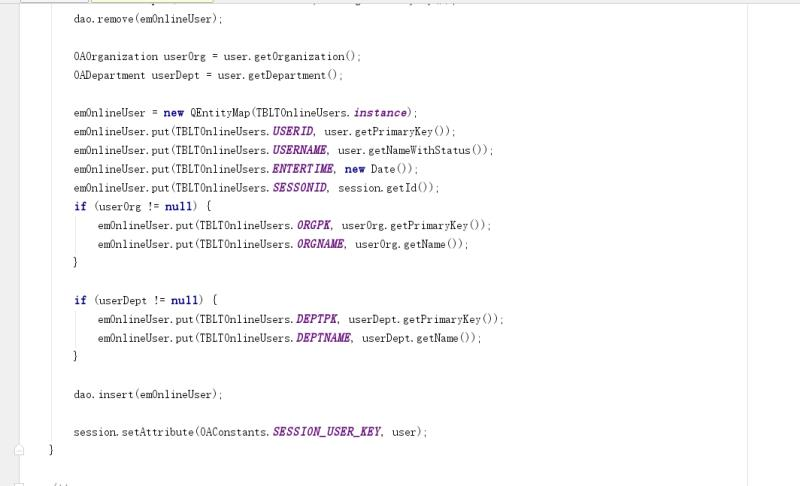 dao.remove(emOnlineUser);
OAOrganization userOrg = user.getOrganization();
OADepartment userDept = user.getDepartment();
emOnlineUser = new QEntityMap(TBLTOnlineUsers.instance);
emOnlineUser.put(TBLTOnlineUsers.USERID, user.getPrimaryKey());
emOnlineUser.put(TBLTOnlineUsers.USERNAME, user.getNameWithStatus());
emOnlineUser.put(TBLTOnlineUsers.ENTERTIME, new Date());
emOnlineUser.put(TBLTOnlineUsers.SESSONID, session.getId());
if (userOrg != null) {
emOnlineUser.put(TBLTOnlineUsers.ORGPK, userOrg.getPrimaryKey());
emOnlineUser.put(TBLTOnlineUsers.ORGNAME, userOrg.getName());
}
if (userDept != null) {
emOnlineUser.put(TBLTOnlineUsers.DEPTPK, userDept.getPrimaryKey());
emOnlineUser.put(TBLTOnlineUsers.DEPTNAME, userDept.getName());
}
dao.insert(emOnlineUser);
session.setAttribute(OAConstants.SESSION_USER_KEY, user);
}